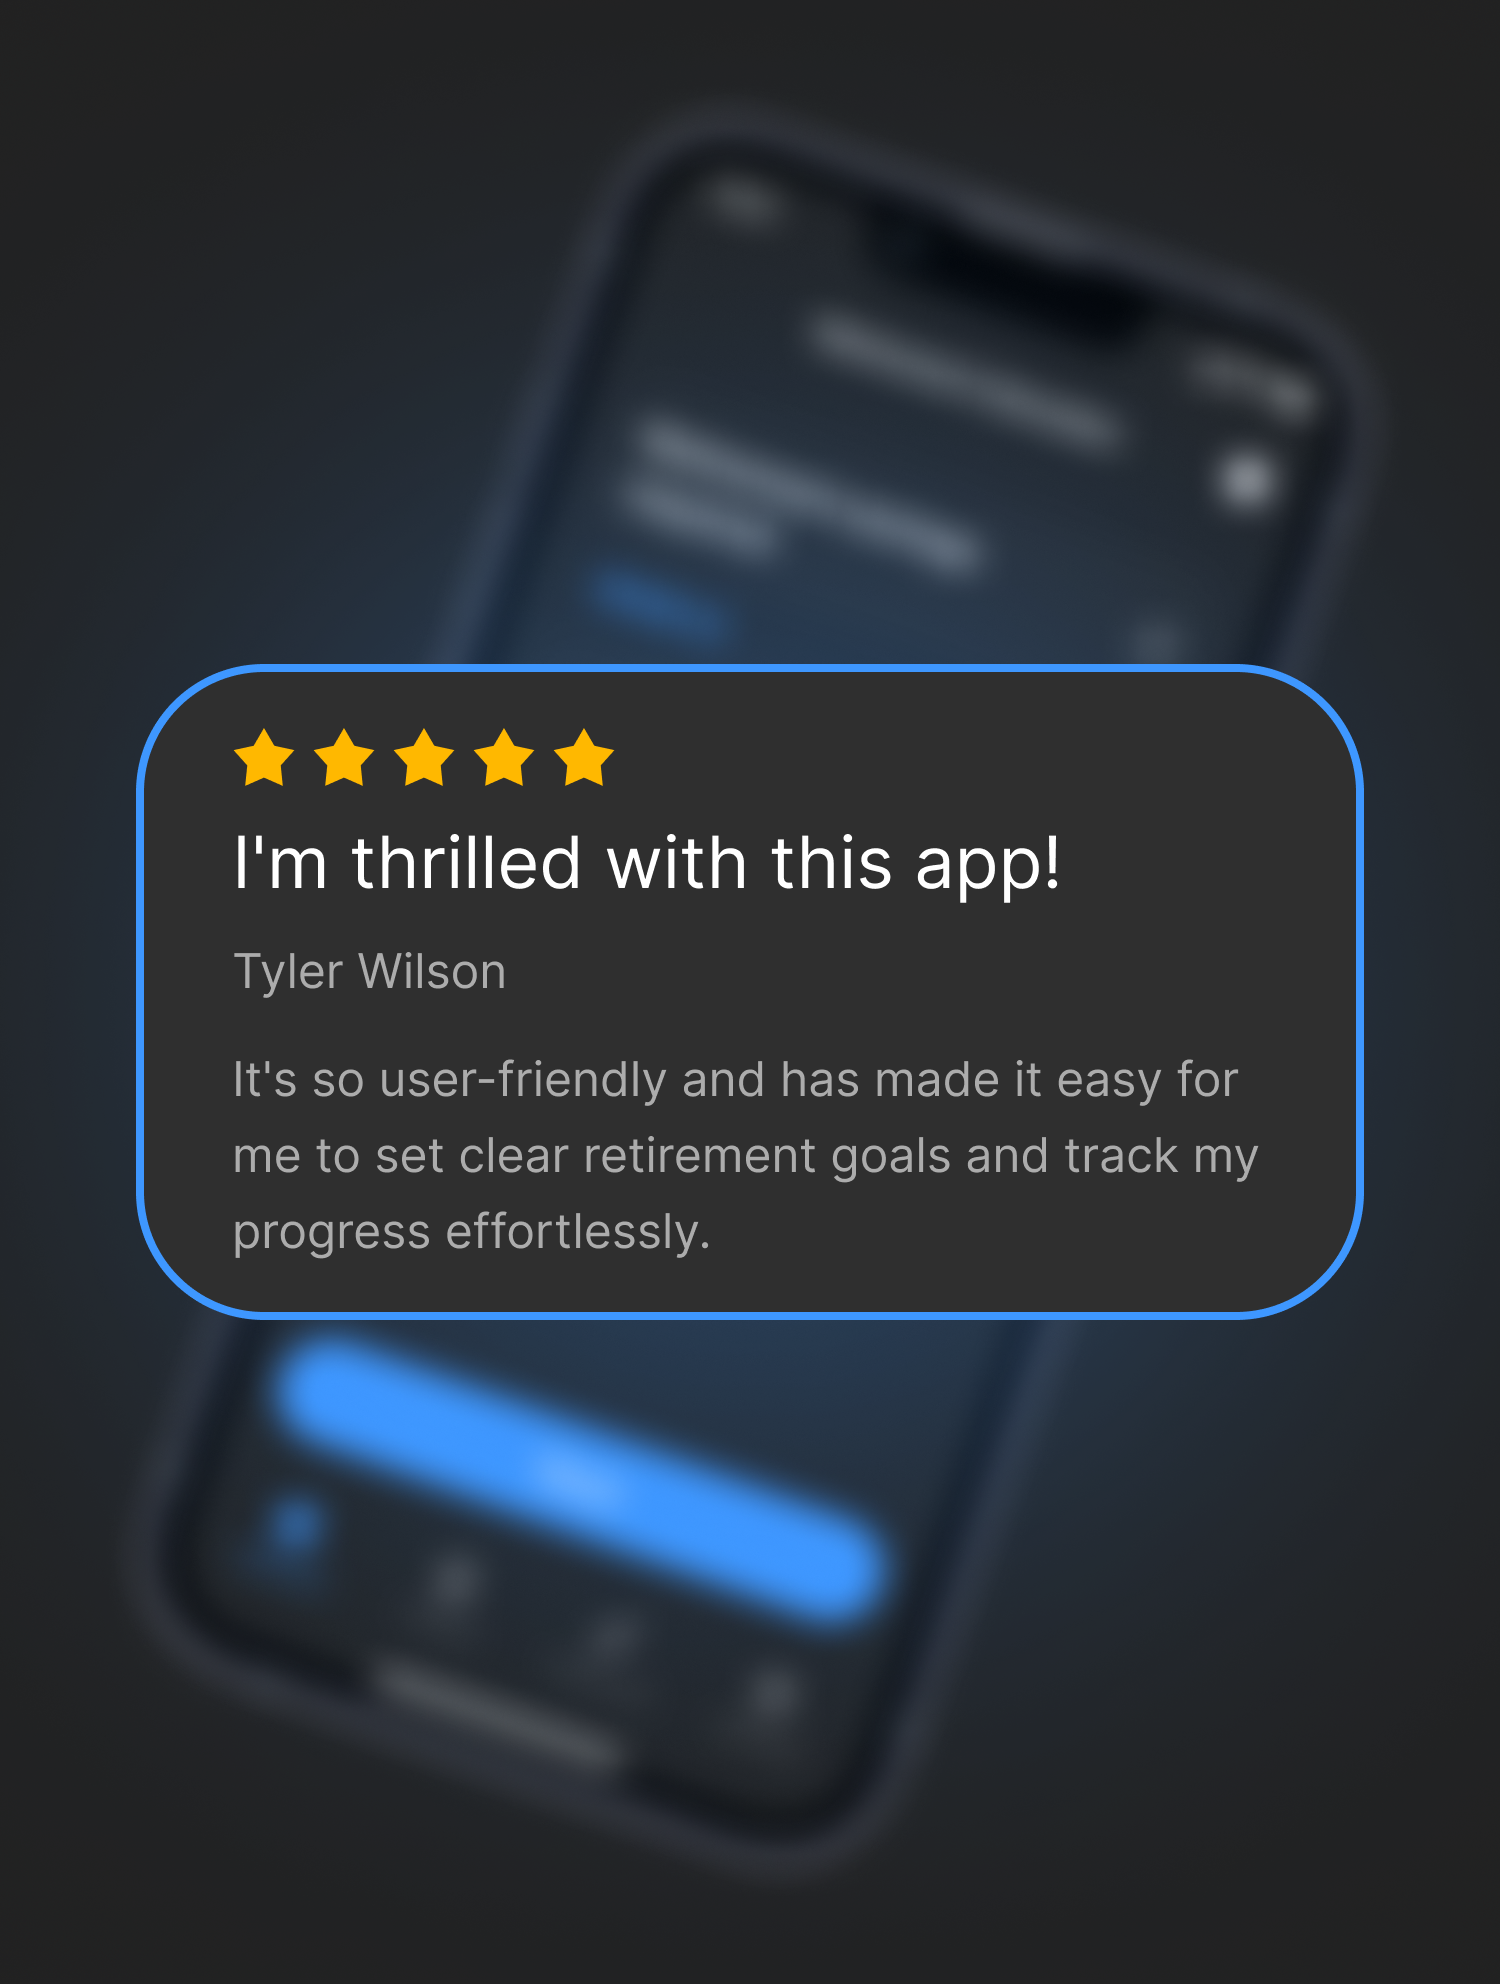 I'm thrilled with this app!
Tyler Wilson
It's so user-friendly and has made it easy for
me to set clear retirement goals and track my
progress effortlessly.